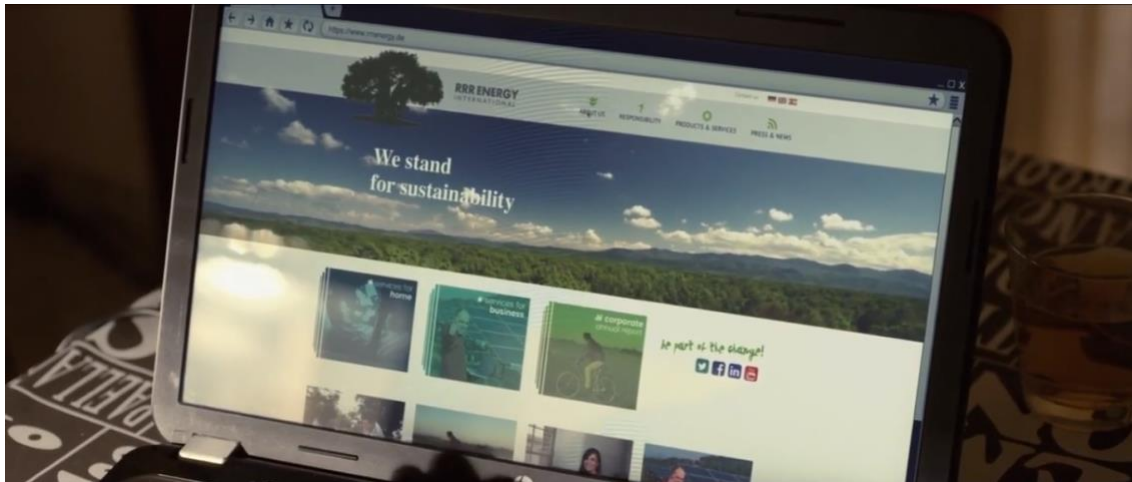 https://www.rrrenergy.de
RRR ENERGY
INTERNATIONAL
ABOUT US
RESPONSIBILITY
PRODUCTS & SERVICES
PRESS & NEWS
We stand
for sustainability
# services for
home
# services for
business
# corporate
annual report
be part of the change!
PAELLA